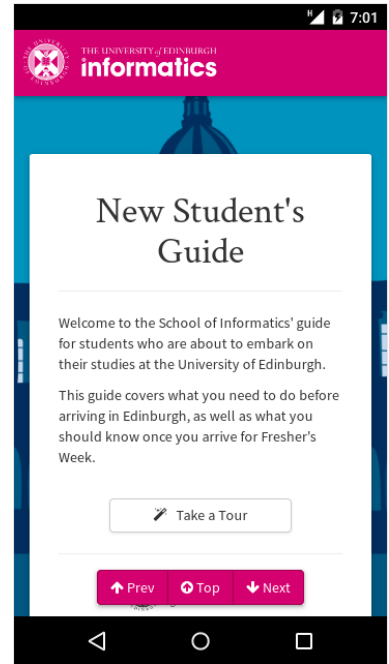 H 7:01
THE UNIVERSITY of EDINBURGH
informatics
New Student's
Guide
Welcome to the School of Informatics' guide
for students who are about to embark on
their studies at the University of Edinburgh.
This guide covers what you need to do before
arriving in Edinburgh, as well as what you
should know once you arrive for Fresher's
Week.
Take a Tour
Prev Top Next